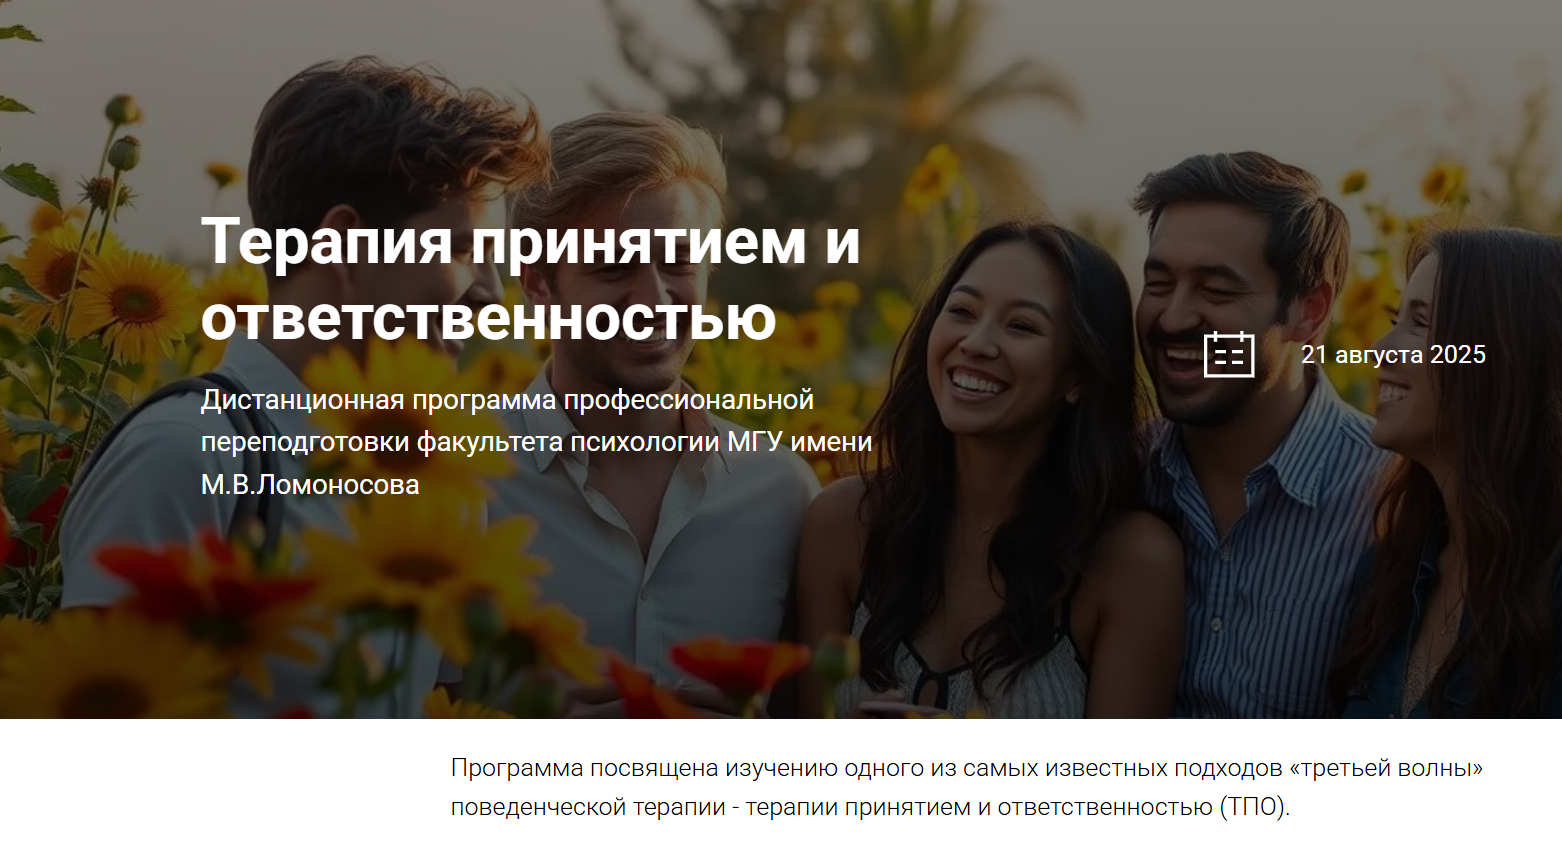 Терапия принятием и
ответственностью
Дистанционная программа профессиональной
переподготовки факультета психологии МГУ имени
М.В.Ломоносова
21 августа 2025
Программа посвящена изучению одного из самых известных подходов «третьей волны»
поведенческой терапии - терапии принятием и ответственностью (ТПО).